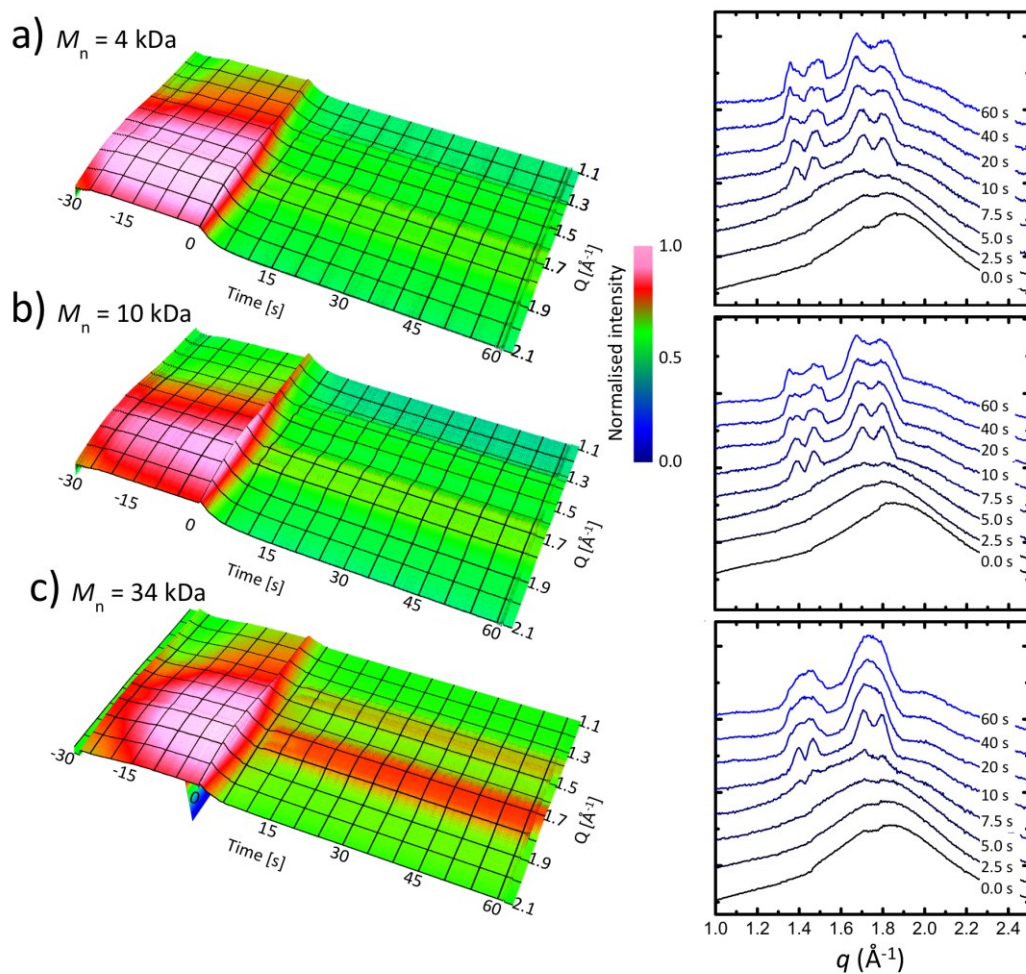 a) Mn = 4 kDa
-30
-15
0
15
30
45
60
Time [s]
1.1
1.3
1.5
1.7
1.9
2.1
Q [Å-1]
b) Mn = 10 kDa
-30
-15
0
15
30
45
60
Time [s]
1.1
1.3
1.5
1.7
1.9
2.1
Q [Å-1]
c) Mn = 34 kDa
-30
-15
0
15
30
45
60
Time [s]
1.1
1.3
1.5
1.7
1.9
2.1
Q [Å-1]
Normalised intensity
1.0
0.5
0.0
60 s
40 s
20 s
10 s
7.5 s
5.0 s
2.5 s
0.0 s
60 s
40 s
20 s
10 s
7.5 s
5.0 s
2.5 s
0.0 s
60 s
40 s
20 s
10 s
7.5 s
5.0 s
2.5 s
0.0 s
1.0 1.2 1.4 1.6 1.8 2.0 2.2 2.4
q (Å-1)